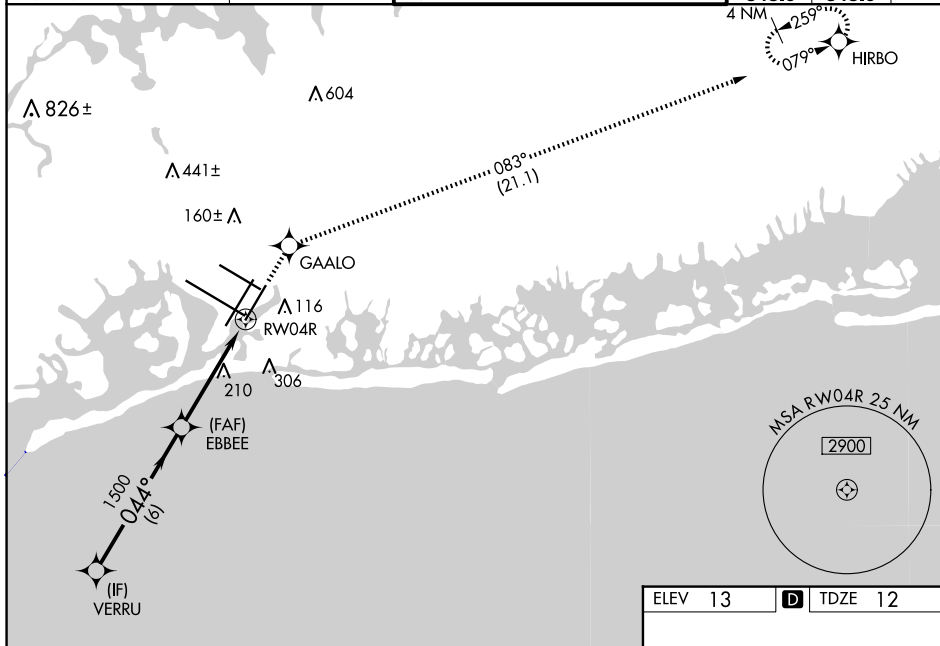 4 NM
259°
079°
HIRBO
604
826±
441±
083°
(21.1)
160±
GAALO
116
RW04R
306
210
MSA RW04R 25 NM
2900
(FAF)
EBBEE
1500
044°
(6)
(IF)
VERRU
ELEV 13 D TDZE 12